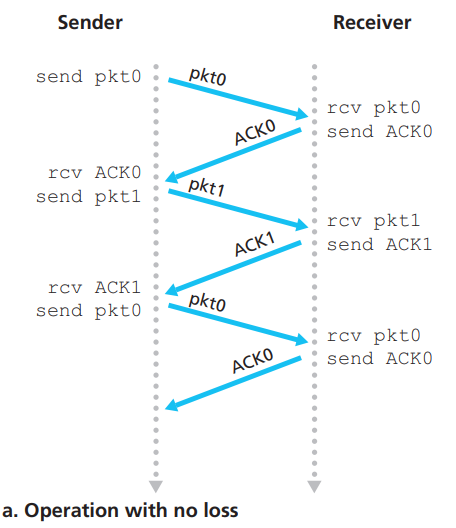 Sender
Receiver
send pkt0
pkt0
rcv pkt0
send ACK0
ACK0
rcv ACK0
send pkt1
pkt1
rcv pkt1
send ACK1
ACK1
rcv ACK1
send pkt0
pkt0
rcv pkt0
send ACK0
ACK0
a. Operation with no loss